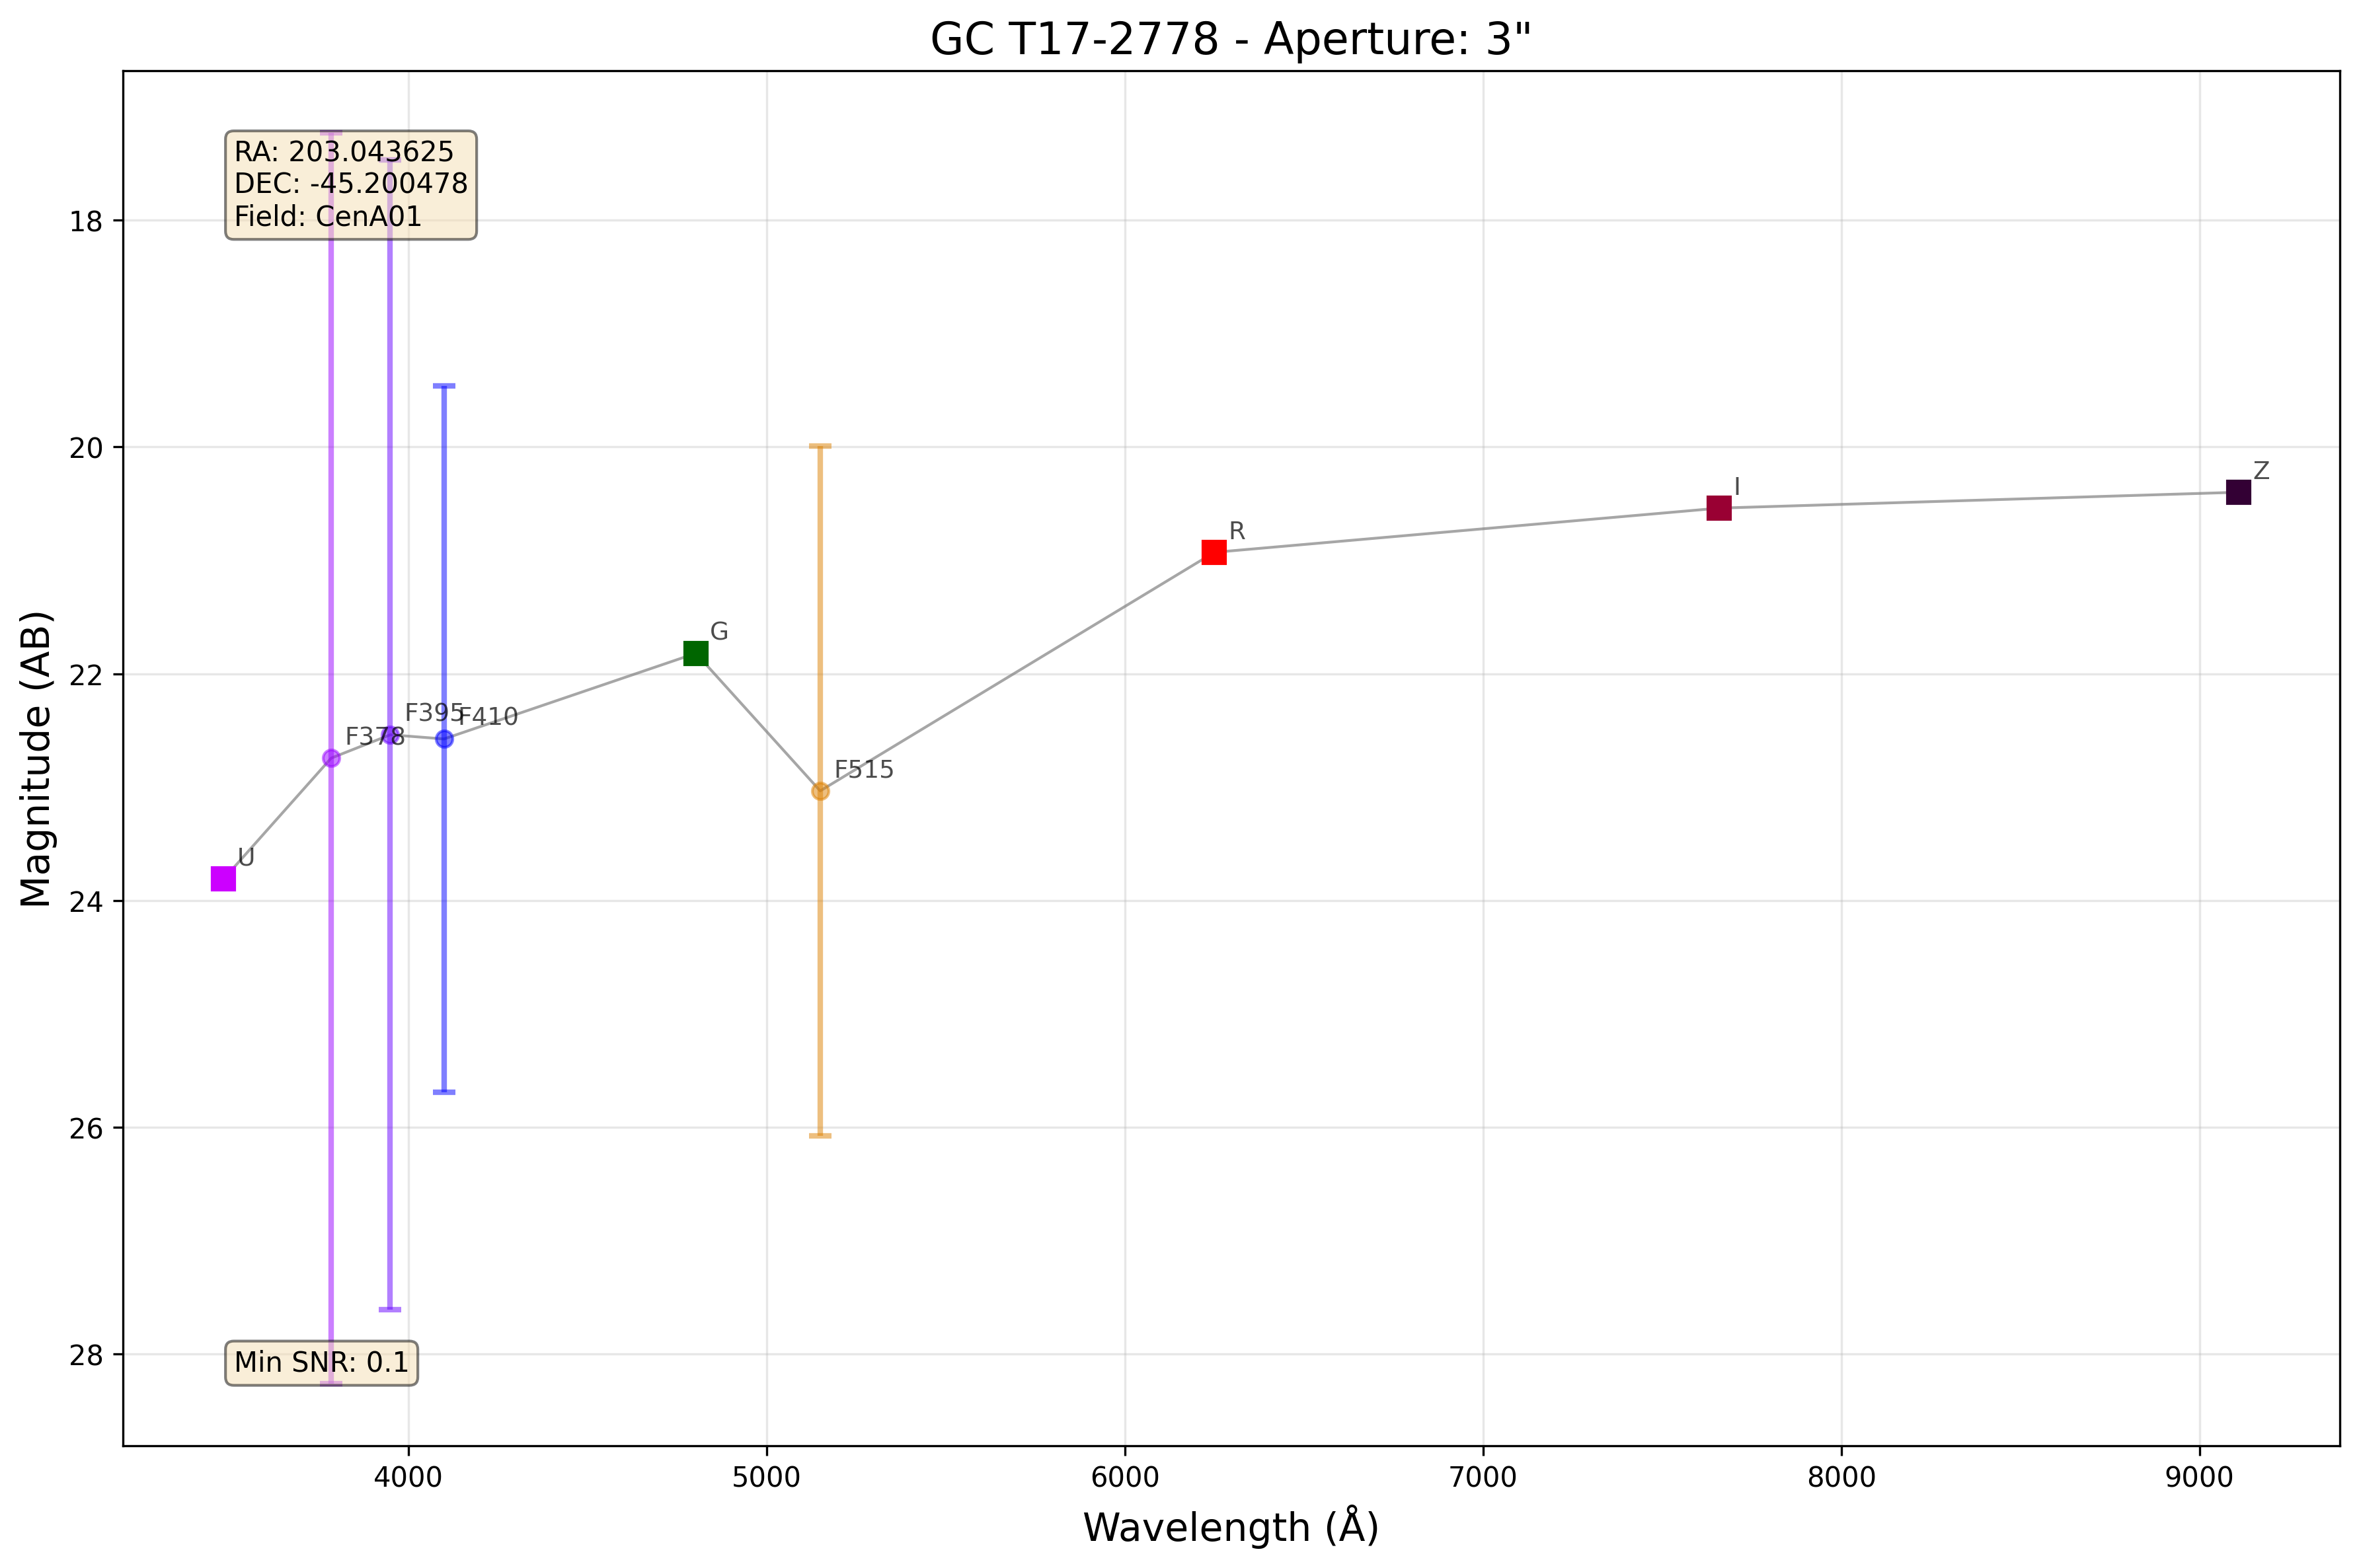 GC T17-2778 - Aperture: 3"
RA: 203.043625
DEC: -45.200478
Field: CenA01
18
20
22
24
26
28
Magnitude (AB)
U
F378
F395
F410
G
F515
R
I
Z
Min SNR: 0.1
4000
5000
6000
7000
8000
9000
Wavelength (Å)